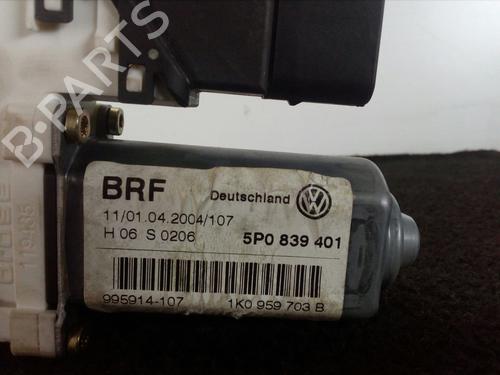 B-PARTS
BRF Deutschland
11/01.04.2004/107
H 06 S 0206 5P0 839 401
995914-107 1K0 959 703 B